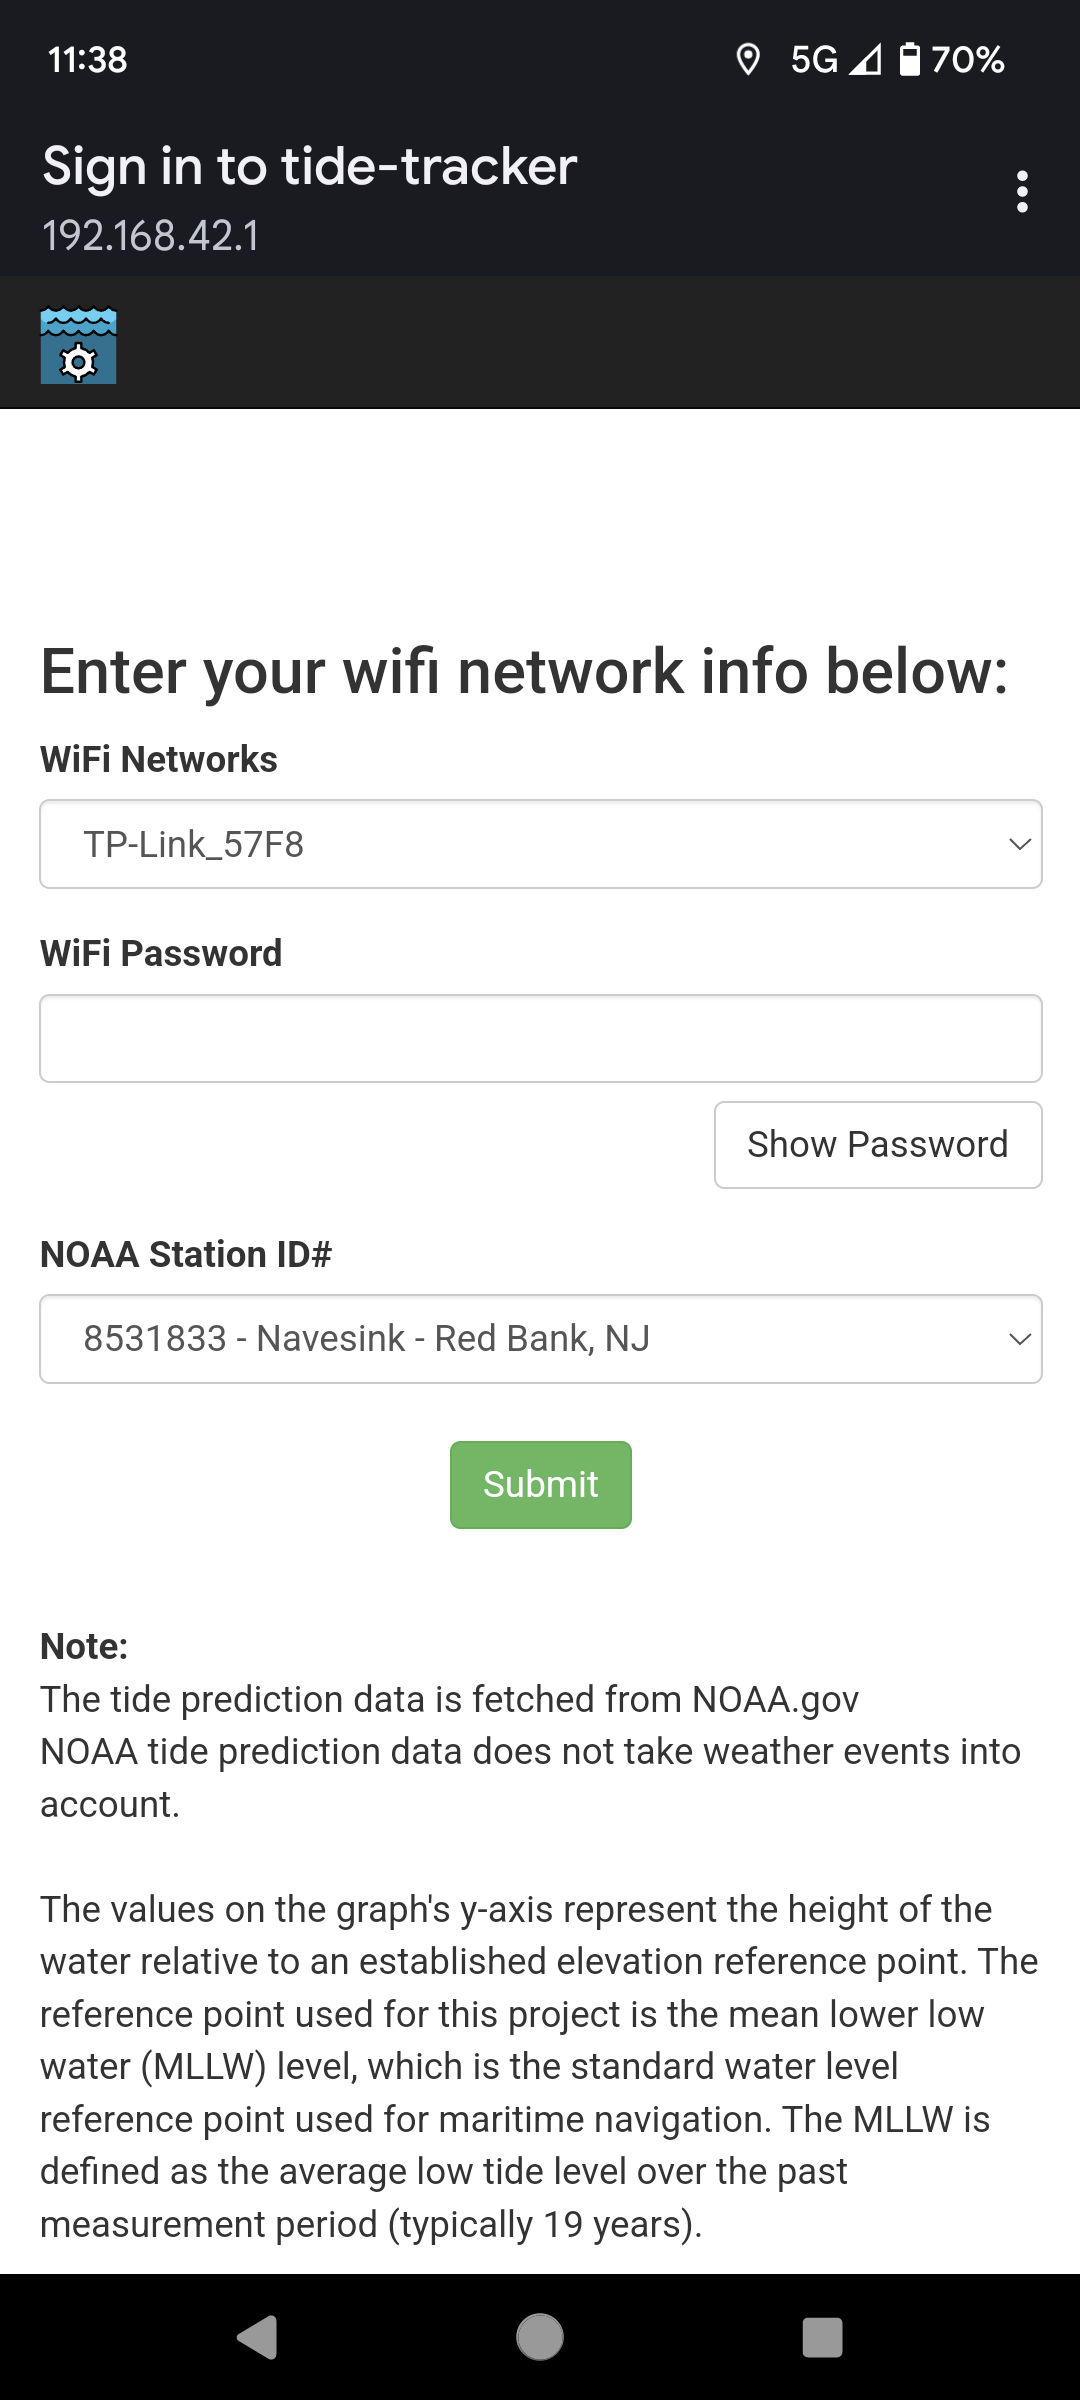 11:38
5G 70%
Sign in to tide-tracker
192.168.42.1
Enter your wifi network info below:
WiFi Networks
TP-Link_57F8
WiFi Password
Show Password
NOAA Station ID#
8531833 - Navesink - Red Bank, NJ
Submit
Note:
The tide prediction data is fetched from NOAA.gov
NOAA tide prediction data does not take weather events into
account.
The values on the graph's y-axis represent the height of the
water relative to an established elevation reference point. The
reference point used for this project is the mean lower low
water (MLLW) level, which is the standard water level
reference point used for maritime navigation. The MLLW is
defined as the average low tide level over the past
measurement period (typically 19 years).